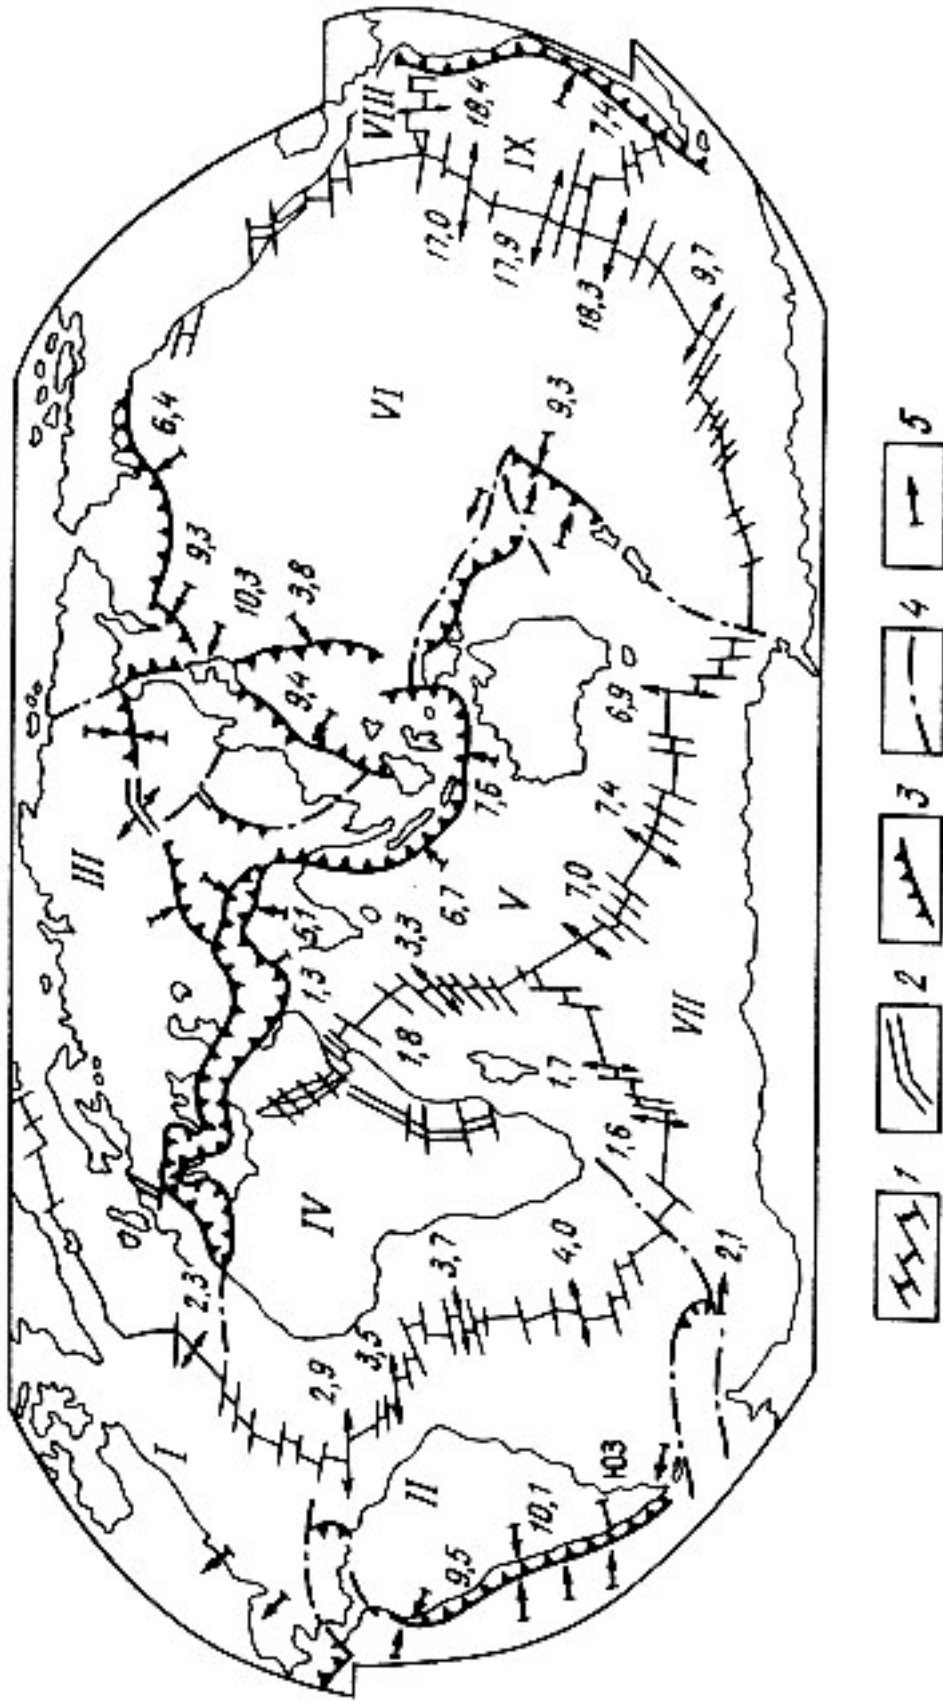 III
6,4
I
9,3
2,3
10,3
3,8
9,4
5,1
1,3
IV
2,9
VIII
VI
3,5
3,3
1,8
II
17,0
3,7
6,7
9,5
18,4
7,6
17,9
V
IX
10,1
9,3
1,7
4,0
7,0
18,3
7,4
7,4
ЮЗ
6,9
1,6
VII
9,7
2,1
1 2 3 4 5